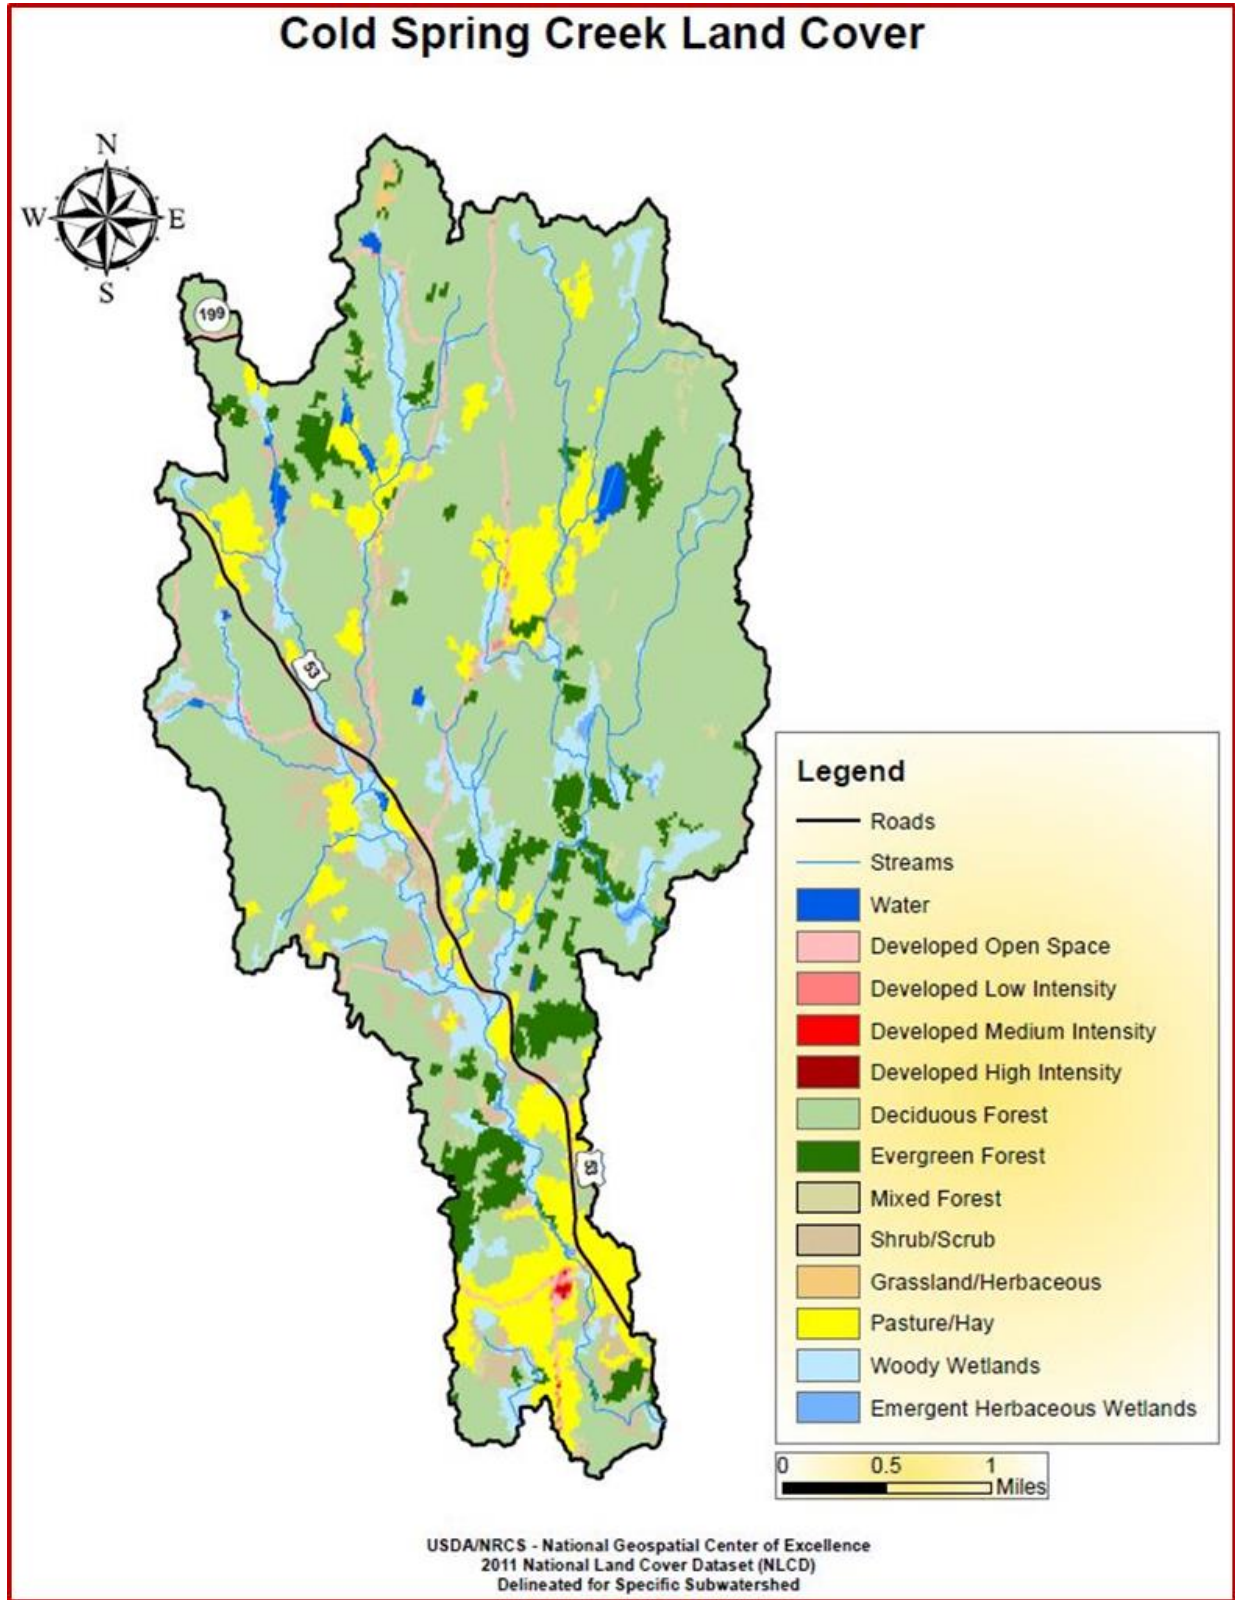 Cold Spring Creek Land Cover
N
W
E
S
199
53
53
Legend
Roads
Streams
Water
Developed Open Space
Developed Low Intensity
Developed Medium Intensity
Developed High Intensity
Deciduous Forest
Evergreen Forest
Mixed Forest
Shrub/Scrub
Grassland/Herbaceous
Pasture/Hay
Woody Wetlands
Emergent Herbaceous Wetlands
0 0.5 1
Miles
USDA/NRCS - National Geospatial Center of Excellence
2011 National Land Cover Dataset (NLCD)
Delineated for Specific Subwatershed